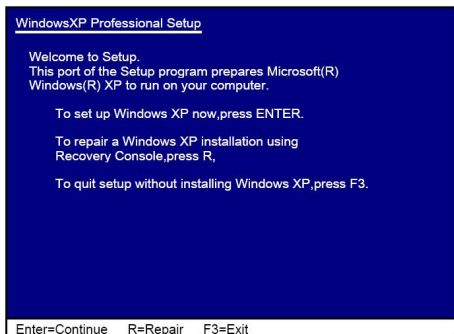 WindowsXP Professional Setup
Welcome to Setup.
This port of the Setup program prepares Microsoft(R)
Windows(R) XP to run on your computer.
To set up Windows XP now,press ENTER.
To repair a Windows XP installation using
Recovery Console,press R,
To quit setup without installing Windows XP,press F3.
Enter=Continue R=Repair F3=Exit